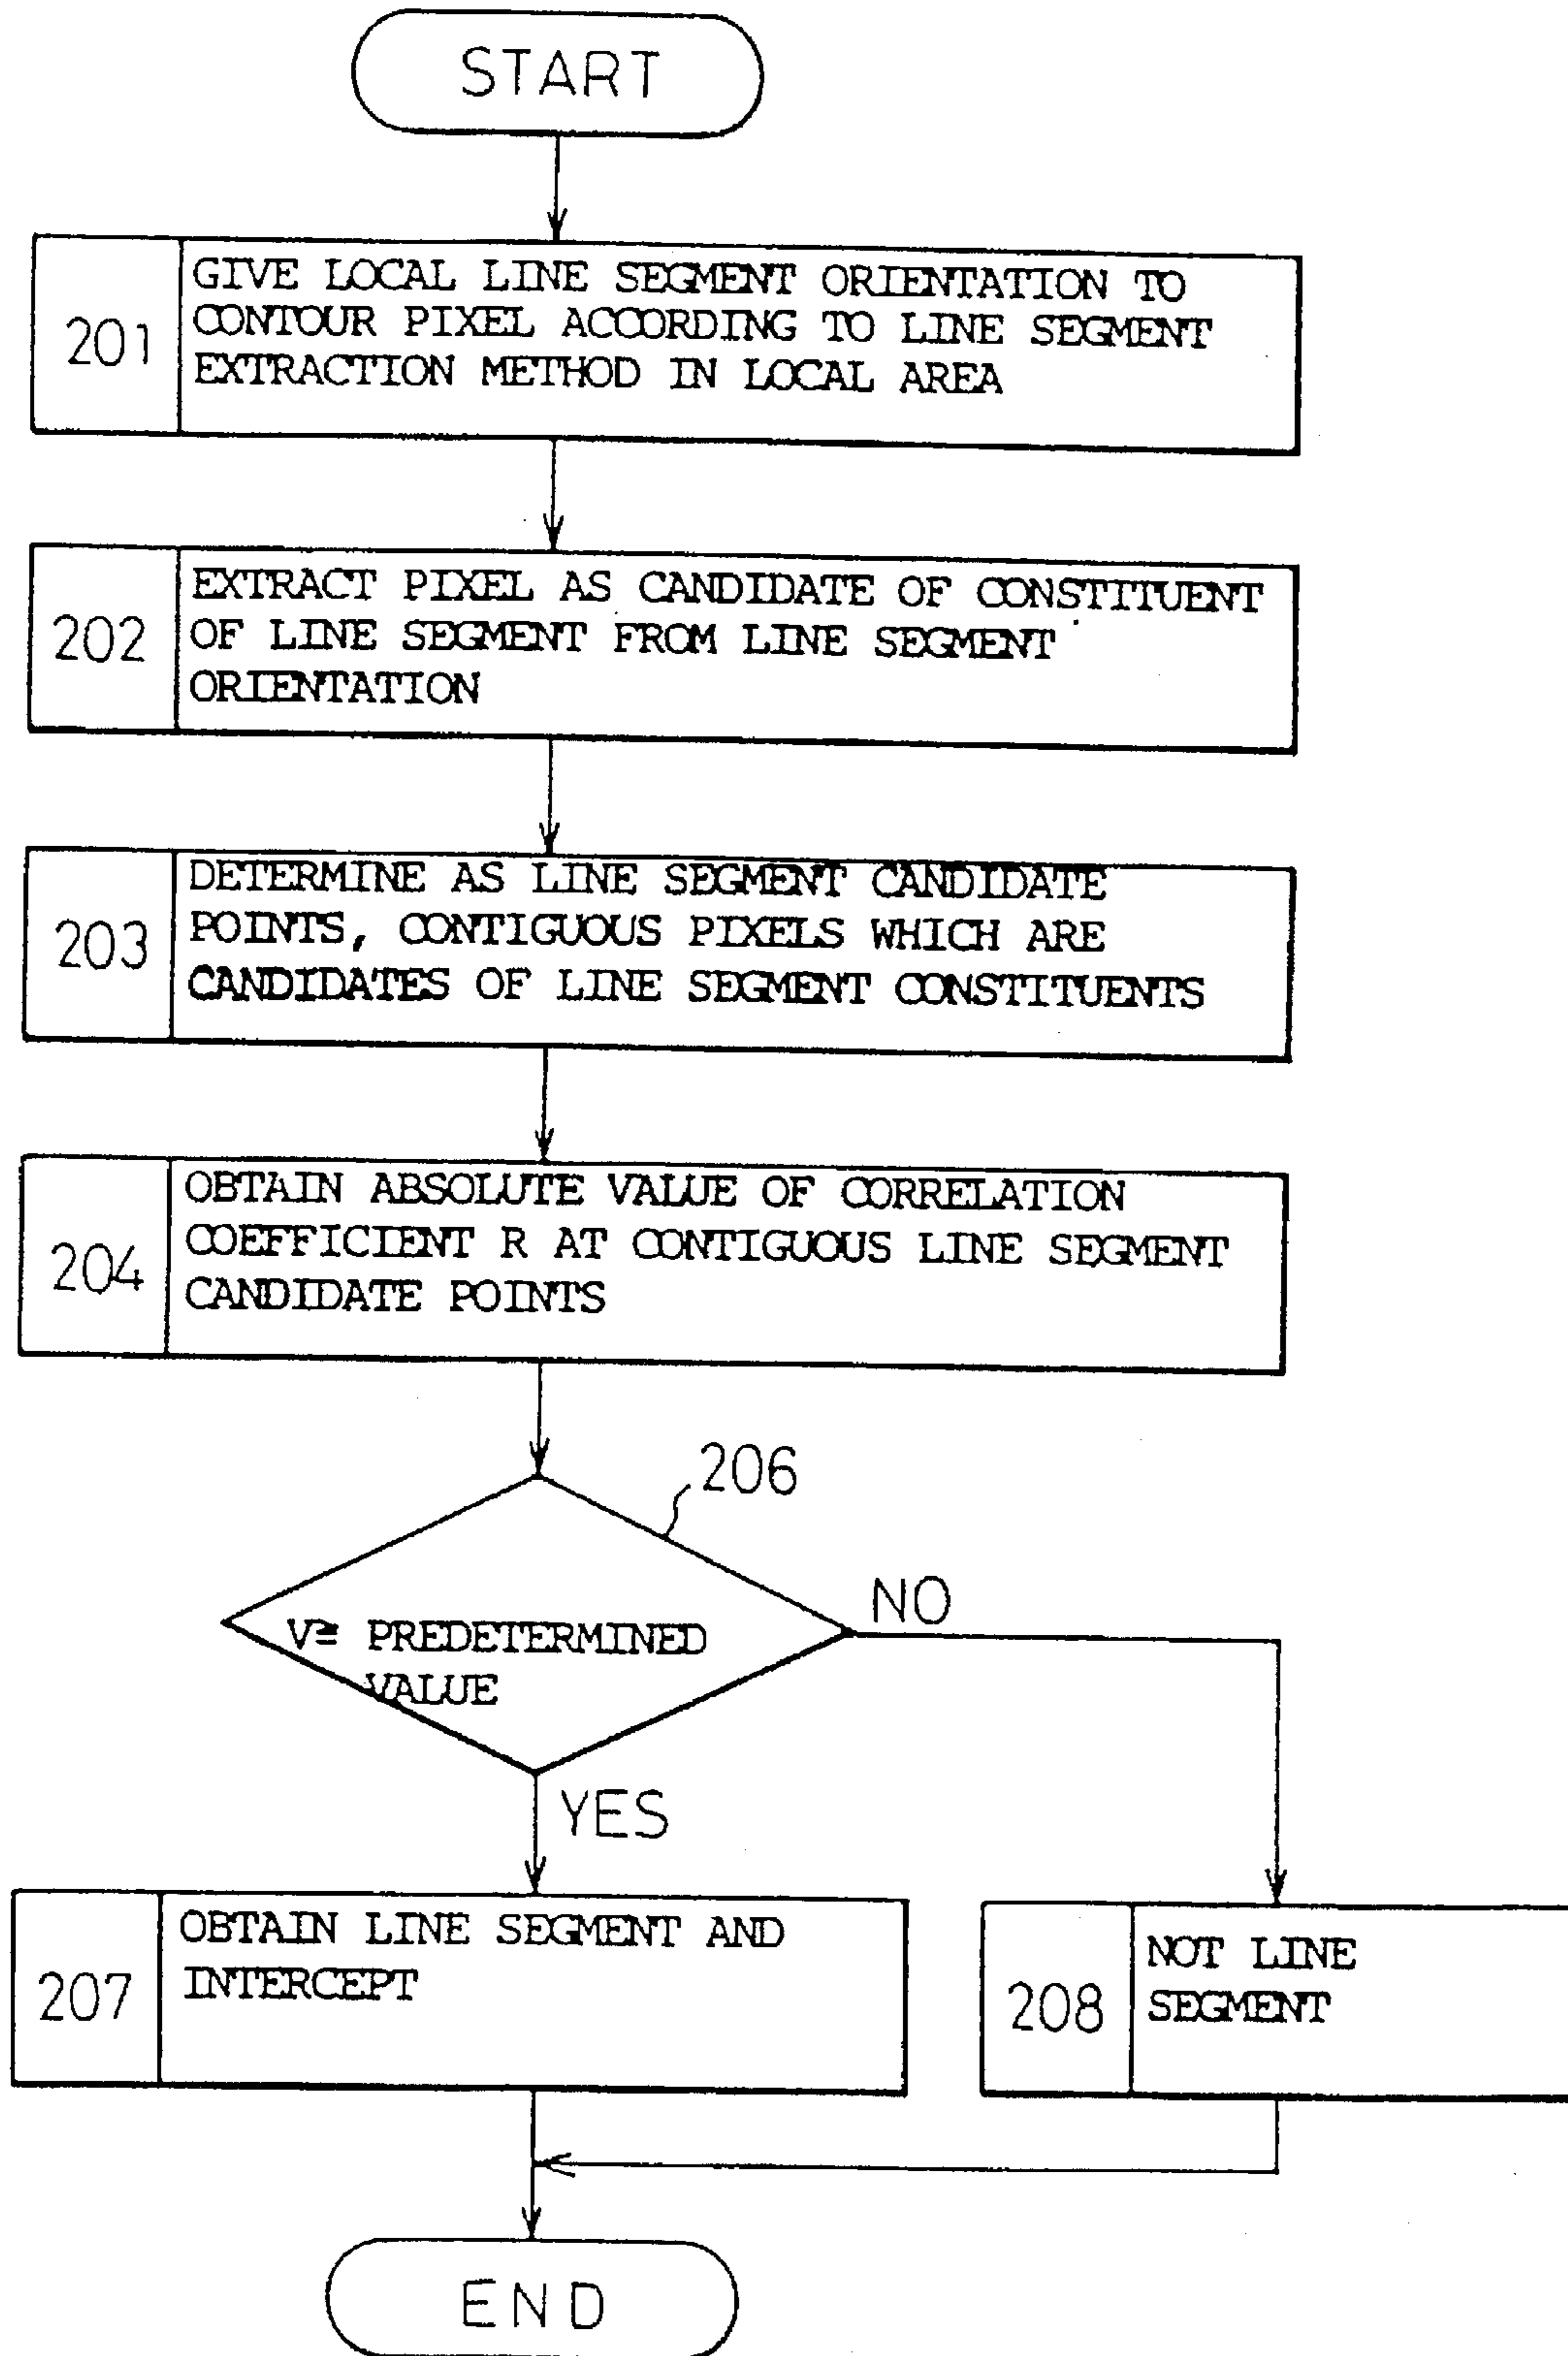 START
201
GIVE LOCAL LINE SEGMENT ORIENTATION TO
CONTOUR PIXEL ACCORDING TO LINE SEGMENT
EXTRACTION METHOD IN LOCAL AREA
202
EXTRACT PIXEL AS CANDIDATE OF CONSTITUENT
OF LINE SEGMENT FROM LINE SEGMENT
ORIENTATION
203
DETERMINE AS LINE SEGMENT CANDIDATE
POINTS, CONTIGUOUS PIXELS WHICH ARE
CANDIDATES OF LINE SEGMENT CONSTITUENTS
204
OBTAIN ABSOLUTE VALUE OF CORRELATION
COEFFICIENT R AT CONTIGUOUS LINE SEGMENT
CANDIDATE POINTS
206
V≧ PREDETERMINED
VALUE
NO
YES
207
OBTAIN LINE SEGMENT AND
INTERCEPT
208
NOT LINE
SEGMENT
END